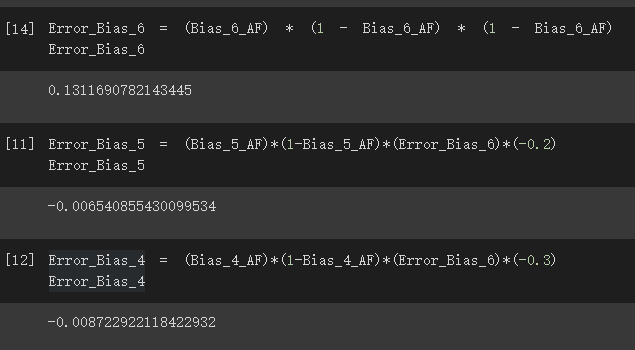 [14] Error_Bias_6 = (Bias_6_AF) * (1 - Bias_6_AF) * (1 - Bias_6_AF)
Error_Bias_6
0.1311690782143445
[11] Error_Bias_5 = (Bias_5_AF)*(1-Bias_5_AF)*(Error_Bias_6)*(-0.2)
Error_Bias_5
-0.006540855430099534
[12] Error_Bias_4 = (Bias_4_AF)*(1-Bias_4_AF)*(Error_Bias_6)*(-0.3)
Error_Bias_4
-0.008722922118422932